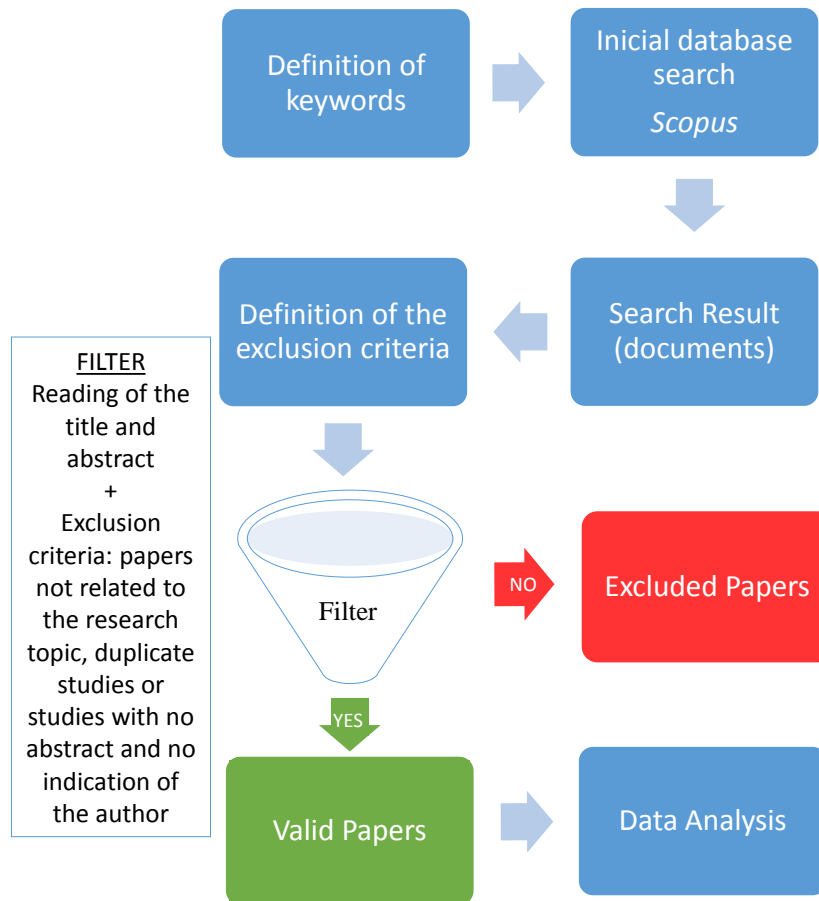 Definition of
keywords
Inicial database
search
Scopus
Search Result
(documents)
Definition of the
exclusion criteria
FILTER
Reading of the
title and
abstract
+
Exclusion
criteria: papers
not related to
the research
topic, duplicate
studies or
studies with no
abstract and no
indication of
the author
Filter
NO
Excluded Papers
YES
Valid Papers
Data Analysis